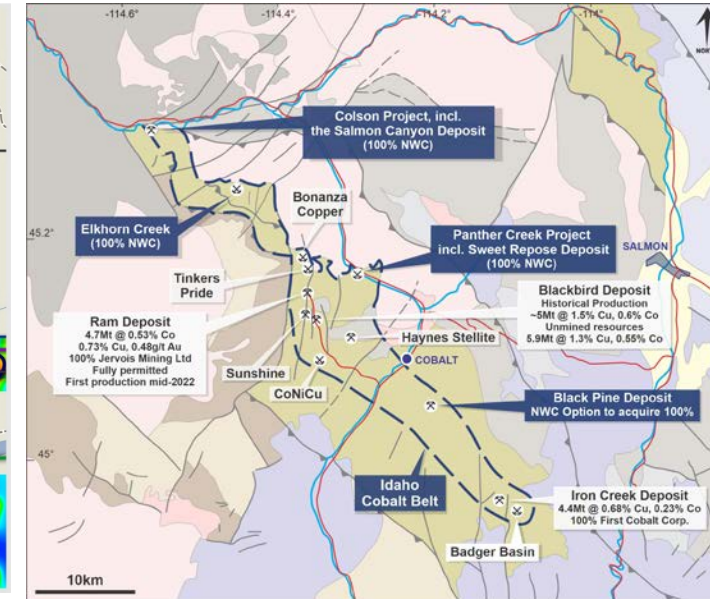 -114.6°
-114.4°
-114.2°
-114°
Colson Project, incl.
the Salmon Canyon Deposit
(100% NWC)
Elkhorn Creek
(100% NWC)
Bonanza
Copper
45.2°
Panther Creek Project
incl. Sweet Repose Deposit
(100% NWC)
SALMON
Tinkers
Pride
Ram Deposit
4.7Mt @ 0.53% Co
0.73% Cu, 0.48g/t Au
100% Jervois Mining Ltd
Fully permitted
First production mid-2022
Blackbird Deposit
Historical Production
~5Mt @ 1.5% Cu, 0.6% Co
Unmined resources
5.9Mt @ 1.3% Cu, 0.55% Co
Haynes Stellite
Sunshine
COBALT
CoNiCu
Black Pine Deposit
NWC Option to acquire 100%
45°
Idaho
Cobalt Belt
Iron Creek Deposit
4.4Mt @ 0.68% Cu, 0.23% Co
100% First Cobalt Corp.
Badger Basin
10km